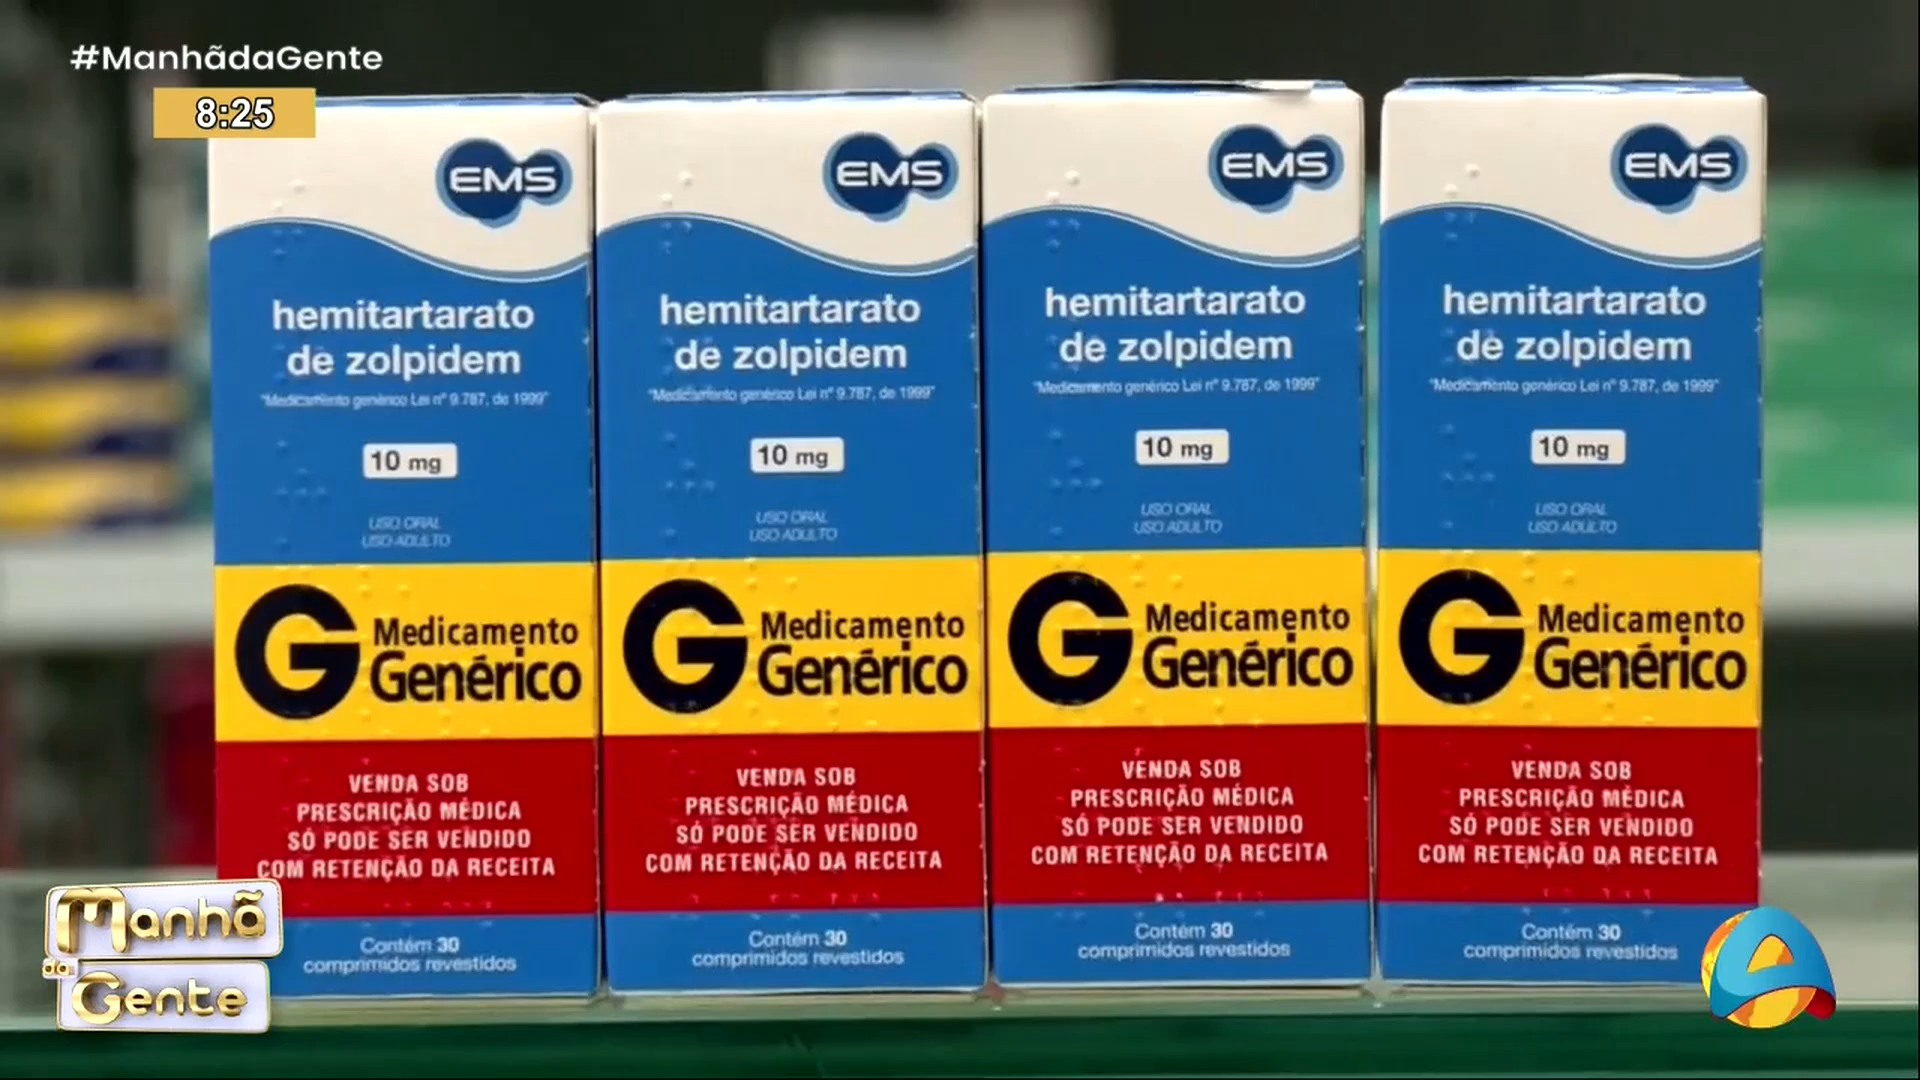 #ManhãdaGente
8:25
EMS
hemitartarato
de zolpidem
"Medicamento genérico Lei nº 9.787, de 1999"
10 mg
USO ORAL
USO ADULTO
G Medicamento
Genérico
VENDA SOB
PRESCRIÇÃO MÉDICA
SÓ PODE SER VENDIDO
COM RETENÇÃO DA RECEITA
Contém 30
comprimidos revestidos
EMS
hemitartarato
de zolpidem
"Medicamento genérico Lei nº 9.787, de 1999"
10 mg
USO ORAL
USO ADULTO
G Medicamento
Genérico
VENDA SOB
PRESCRIÇÃO MÉDICA
SÓ PODE SER VENDIDO
COM RETENÇÃO DA RECEITA
Contém 30
comprimidos revestidos
EMS
hemitartarato
de zolpidem
"Medicamento genérico Lei nº 9.787, de 1999"
10 mg
USO ORAL
USO ADULTO
G Medicamento
Genérico
VENDA SOB
PRESCRIÇÃO MÉDICA
SÓ PODE SER VENDIDO
COM RETENÇÃO DA RECEITA
Contém 30
comprimidos revestidos
EMS
hemitartarato
de zolpidem
"Medicamento genérico Lei nº 9.787, de 1999"
10 mg
USO ORAL
USO ADULTO
G Medicamento
Genérico
VENDA SOB
PRESCRIÇÃO MÉDICA
SÓ PODE SER VENDIDO
COM RETENÇÃO DA RECEITA
Contém 30
comprimidos revestidos
Manhã
da
Gente